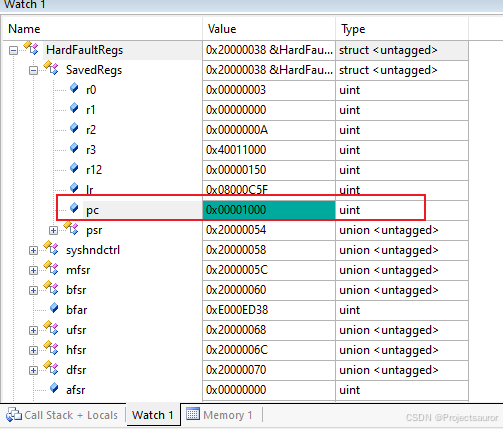 Watch 1
Name Value Type
HardFaultRegs 0x20000038 &HardFau... struct <untagged>
SavedRegs 0x20000038 &HardFau... struct <untagged>
r0 0x00000003 uint
r1 0x00000000 uint
r2 0x0000000A uint
r3 0x40011000 uint
r12 0x00000150 uint
lr 0x08000C5F uint
pc 0x00001000 uint
psr 0x20000054 union <untagged>
syshndctrl 0x20000058 union <untagged>
mfsr 0x2000005C union <untagged>
bfsr 0x20000060 union <untagged>
bfar 0xE000ED38 uint
ufsr 0x20000068 union <untagged>
hfsr 0x2000006C union <untagged>
dfsr 0x20000070 union <untagged>
afsr 0x00000000 uint
Call Stack + Locals Watch 1 Memory 1
CSDN @Projectsauror